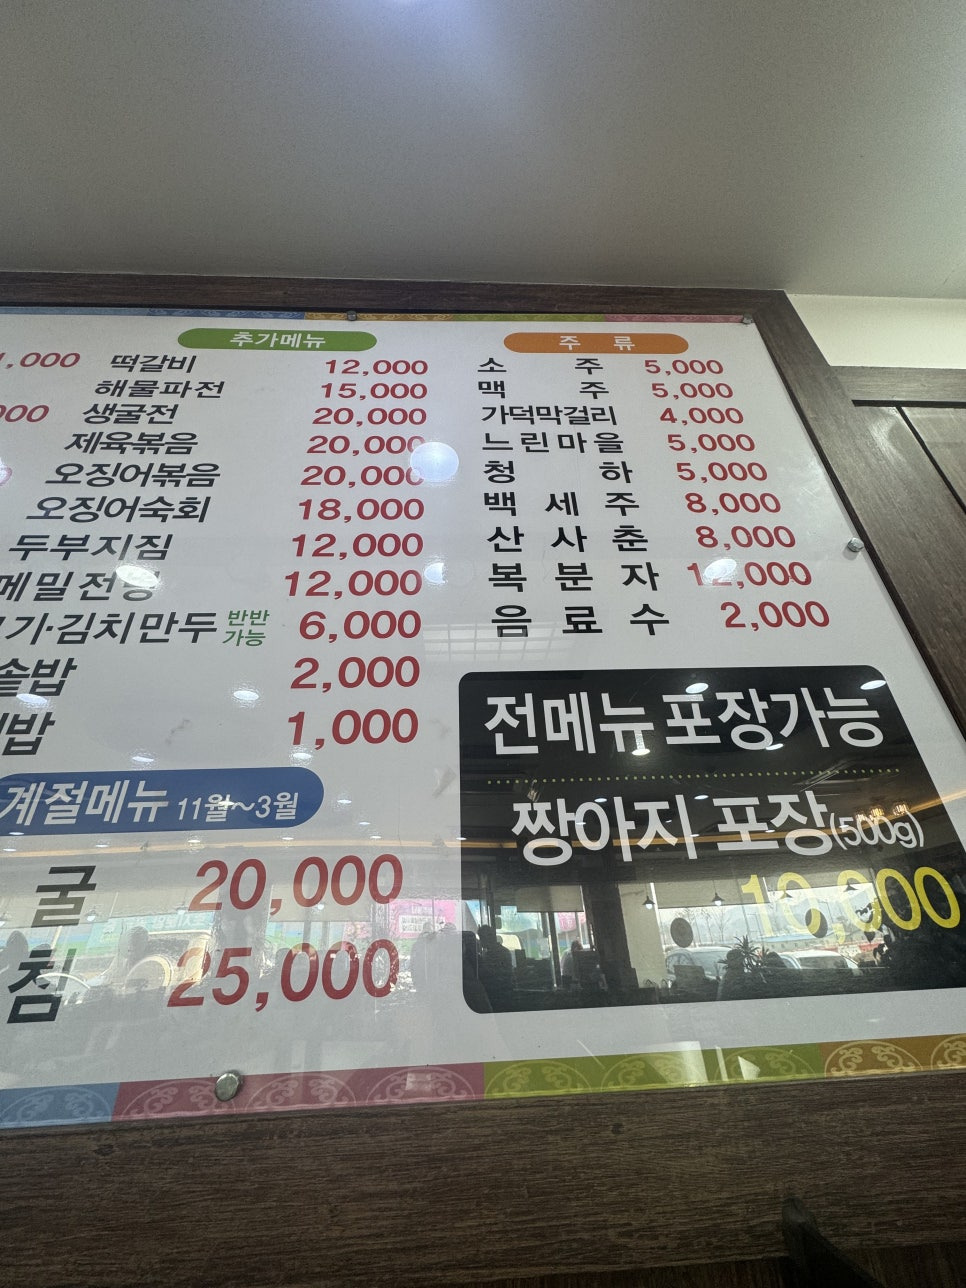 추가메뉴
,000 떡갈비 12,000
해물파전 15,000
000 생굴전 20,000
제육볶음 20,000
오징어볶음 20,000
오징어숙회 18,000
두부지짐 12,000
메밀전병 12,000
기·김치만두 반반가능 6,000
솥밥 2,000
밥 1,000
계절메뉴 11월~3월
굴 20,000
침 25,000
주 류
소 주 5,000
맥 주 5,000
가덕막걸리 4,000
느린마을 5,000
청 하 5,000
백 세 주 8,000
산 사 춘 8,000
복 분 자 12,000
음 료 수 2,000
전메뉴 포장가능
짱아지 포장(500g)
10,000